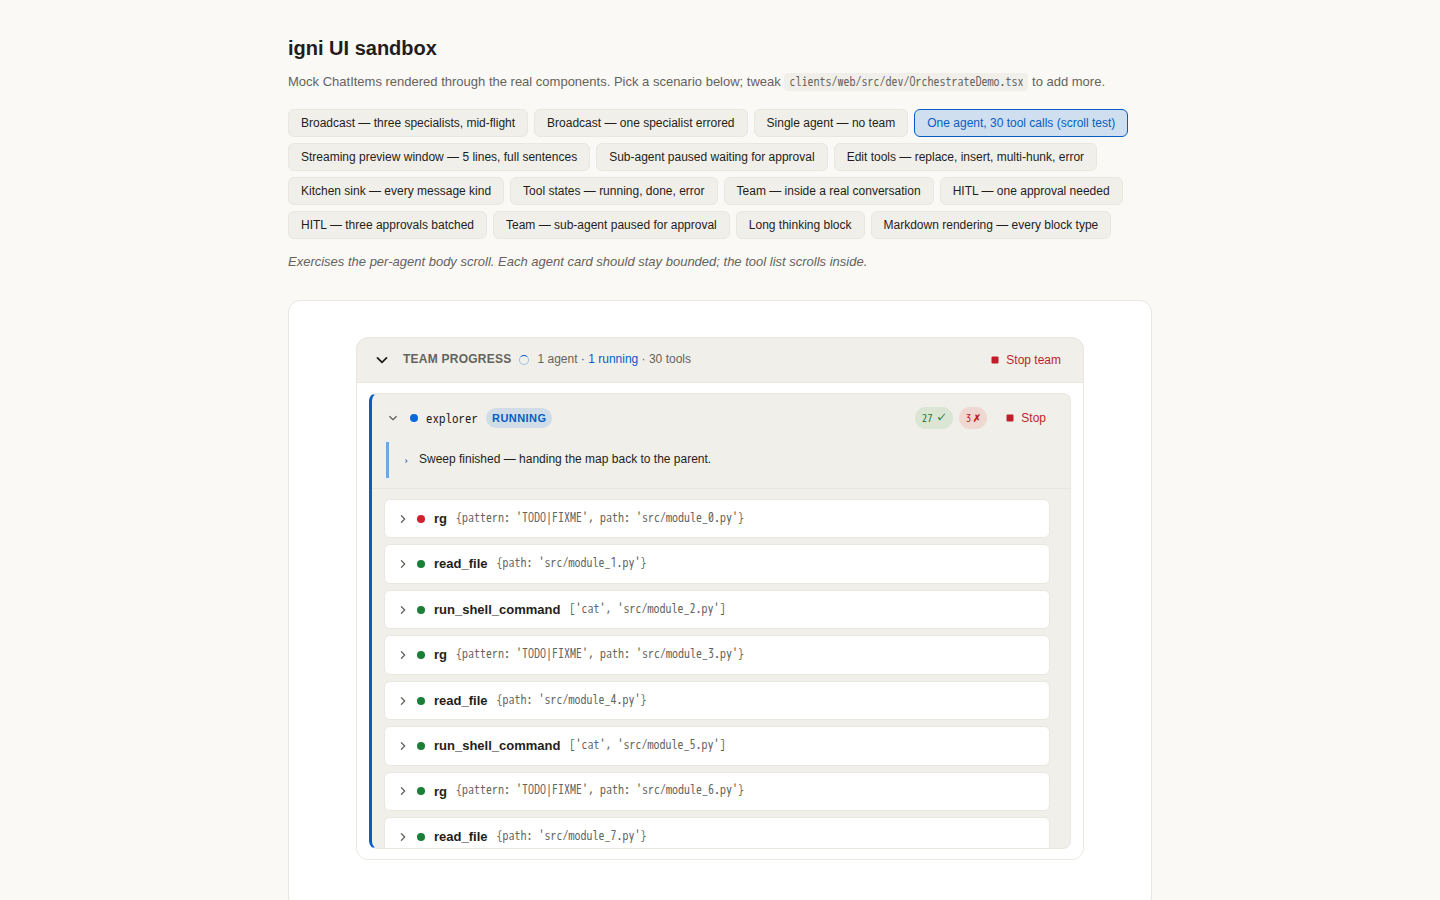 igni UI sandbox
Mock ChatItems rendered through the real components. Pick a scenario below; tweak clients/web/src/dev/OrchestrateDemo.tsx to add more.
Broadcast — three specialists, mid-flight
Broadcast — one specialist errored
Single agent — no team
One agent, 30 tool calls (scroll test)
Streaming preview window — 5 lines, full sentences
Sub-agent paused waiting for approval
Edit tools — replace, insert, multi-hunk, error
Kitchen sink — every message kind
Tool states — running, done, error
Team — inside a real conversation
HITL — one approval needed
HITL — three approvals batched
Team — sub-agent paused for approval
Long thinking block
Markdown rendering — every block type
Exercises the per-agent body scroll. Each agent card should stay bounded; the tool list scrolls inside.
TEAM PROGRESS 1 agent · 1 running · 30 tools
Stop team
explorer RUNNING
27 ✓ 3 ✗ Stop
› Sweep finished — handing the map back to the parent.
rg {pattern: 'TODO|FIXME', path: 'src/module_0.py'}
read_file {path: 'src/module_1.py'}
run_shell_command ['cat', 'src/module_2.py']
rg {pattern: 'TODO|FIXME', path: 'src/module_3.py'}
read_file {path: 'src/module_4.py'}
run_shell_command ['cat', 'src/module_5.py']
rg {pattern: 'TODO|FIXME', path: 'src/module_6.py'}
read_file {path: 'src/module_7.py'}